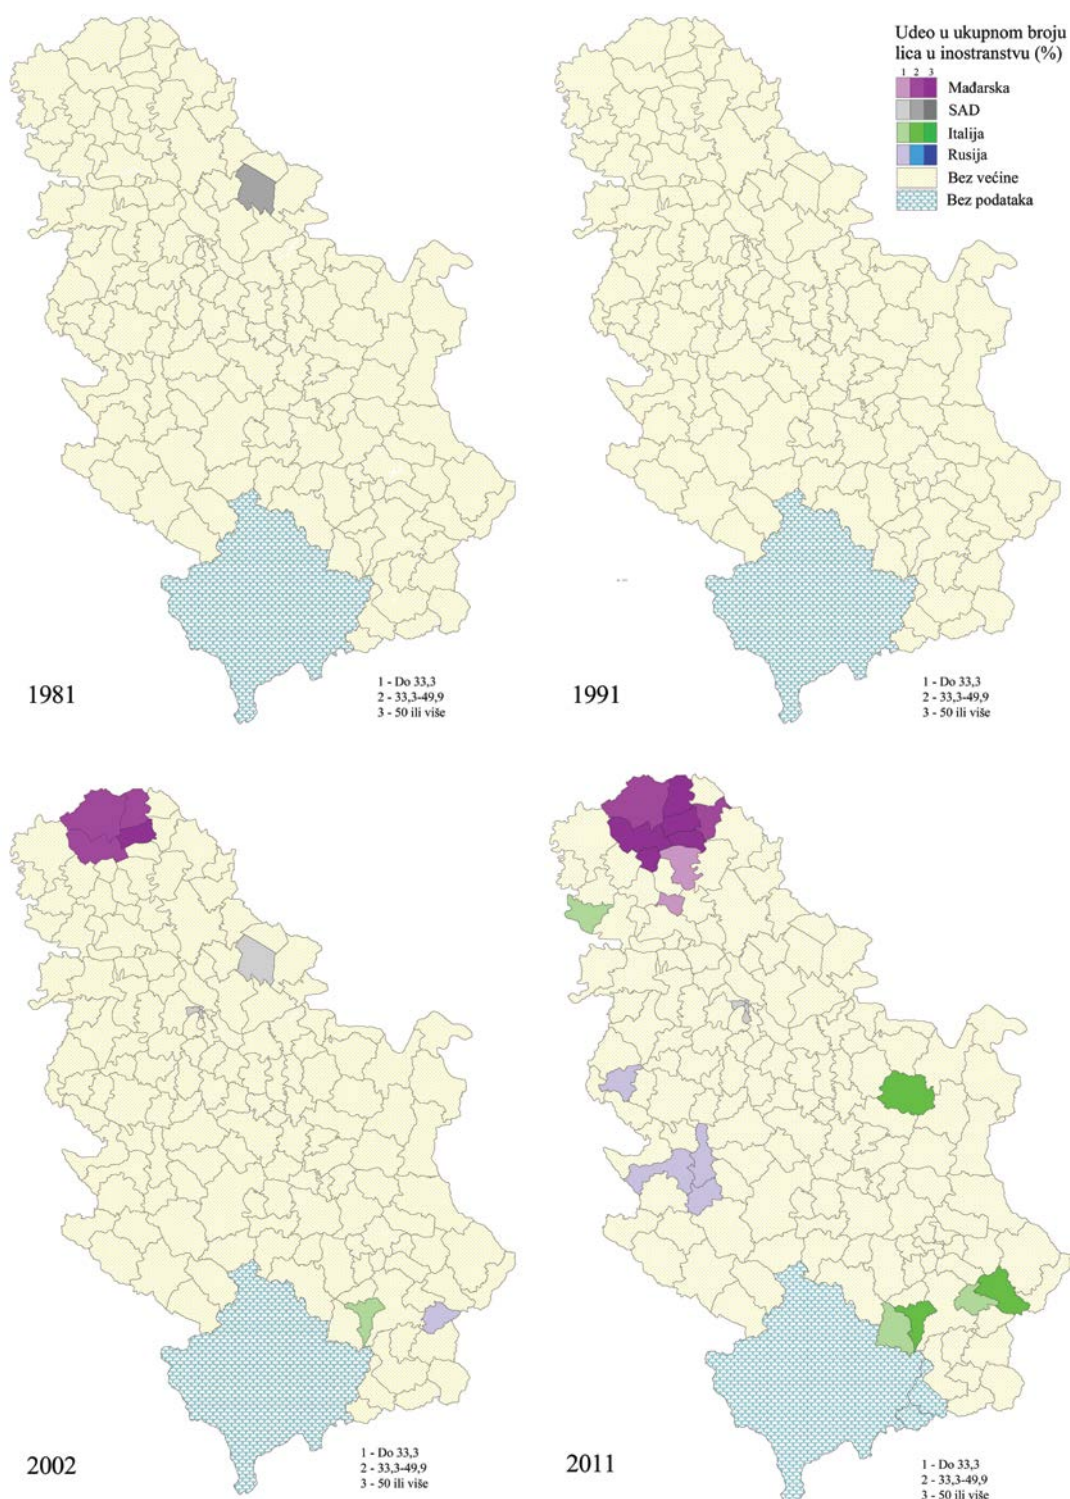 Udeo u ukupnom broju
lica u inostranstvu (%)
1 2 3
Mađarska
SAD
Italija
Rusija
Bez većine
Bez podataka
1981
1 - Do 33,3
2 - 33,3-49,9
3 - 50 ili više
1991
1 - Do 33,3
2 - 33,3-49,9
3 - 50 ili više
2002
1 - Do 33,3
2 - 33,3-49,9
3 - 50 ili više
2011
1 - Do 33,3
2 - 33,3-49,9
3 - 50 ili više